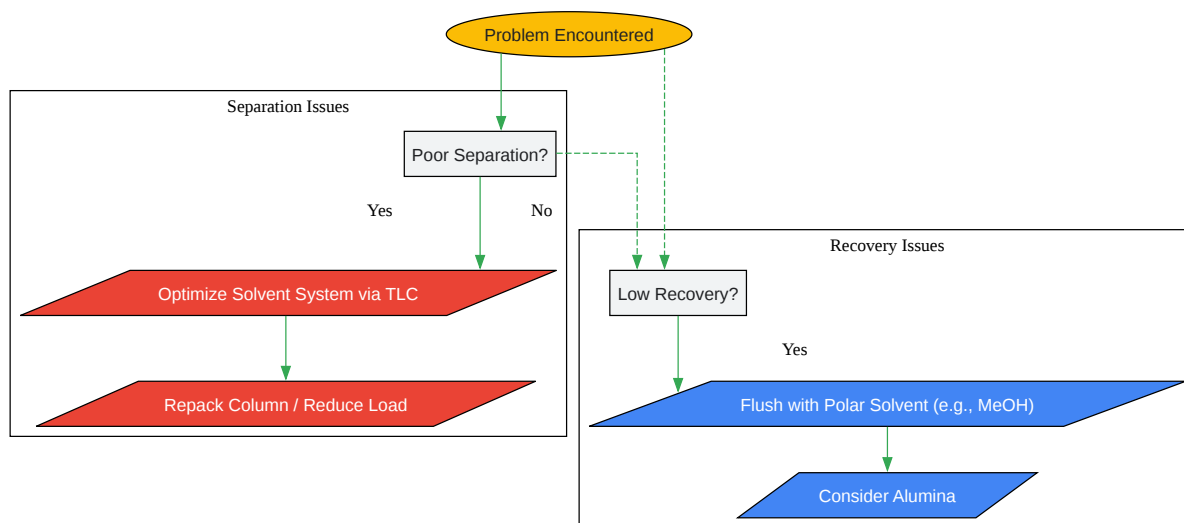 Problem Encountered
Separation Issues
Poor Separation?
Yes
No
Optimize Solvent System via TLC
Repack Column / Reduce Load
Recovery Issues
Low Recovery?
Yes
Flush with Polar Solvent (e.g., MeOH)
Consider Alumina